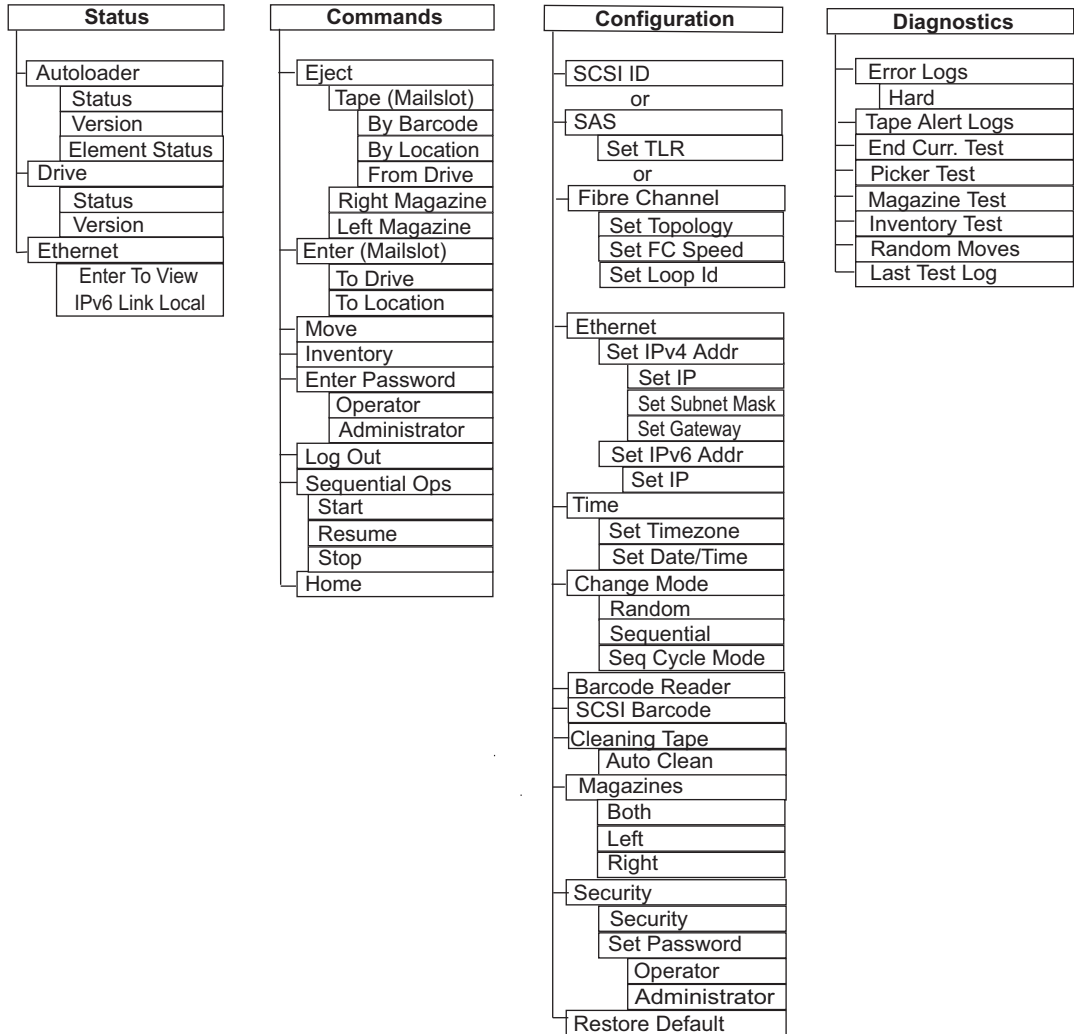 Status
Autoloader
Status
Version
Element Status
Drive
Status
Version
Ethernet
Enter To View
IPv6 Link Local
Commands
Eject
Tape (Mailslot)
By Barcode
By Location
From Drive
Right Magazine
Left Magazine
Enter (Mailslot)
To Drive
To Location
Move
Inventory
Enter Password
Operator
Administrator
Log Out
Sequential Ops
Start
Resume
Stop
Home
Configuration
SCSI ID
or
SAS
Set TLR
or
Fibre Channel
Set Topology
Set FC Speed
Set Loop Id
Ethernet
Set IPv4 Addr
Set IP
Set Subnet Mask
Set Gateway
Set IPv6 Addr
Set IP
Time
Set Timezone
Set Date/Time
Change Mode
Random
Sequential
Seq Cycle Mode
Barcode Reader
SCSI Barcode
Cleaning Tape
Auto Clean
Magazines
Both
Left
Right
Security
Security
Set Password
Operator
Administrator
Restore Default
Diagnostics
Error Logs
Hard
Tape Alert Logs
End Curr. Test
Picker Test
Magazine Test
Inventory Test
Random Moves
Last Test Log